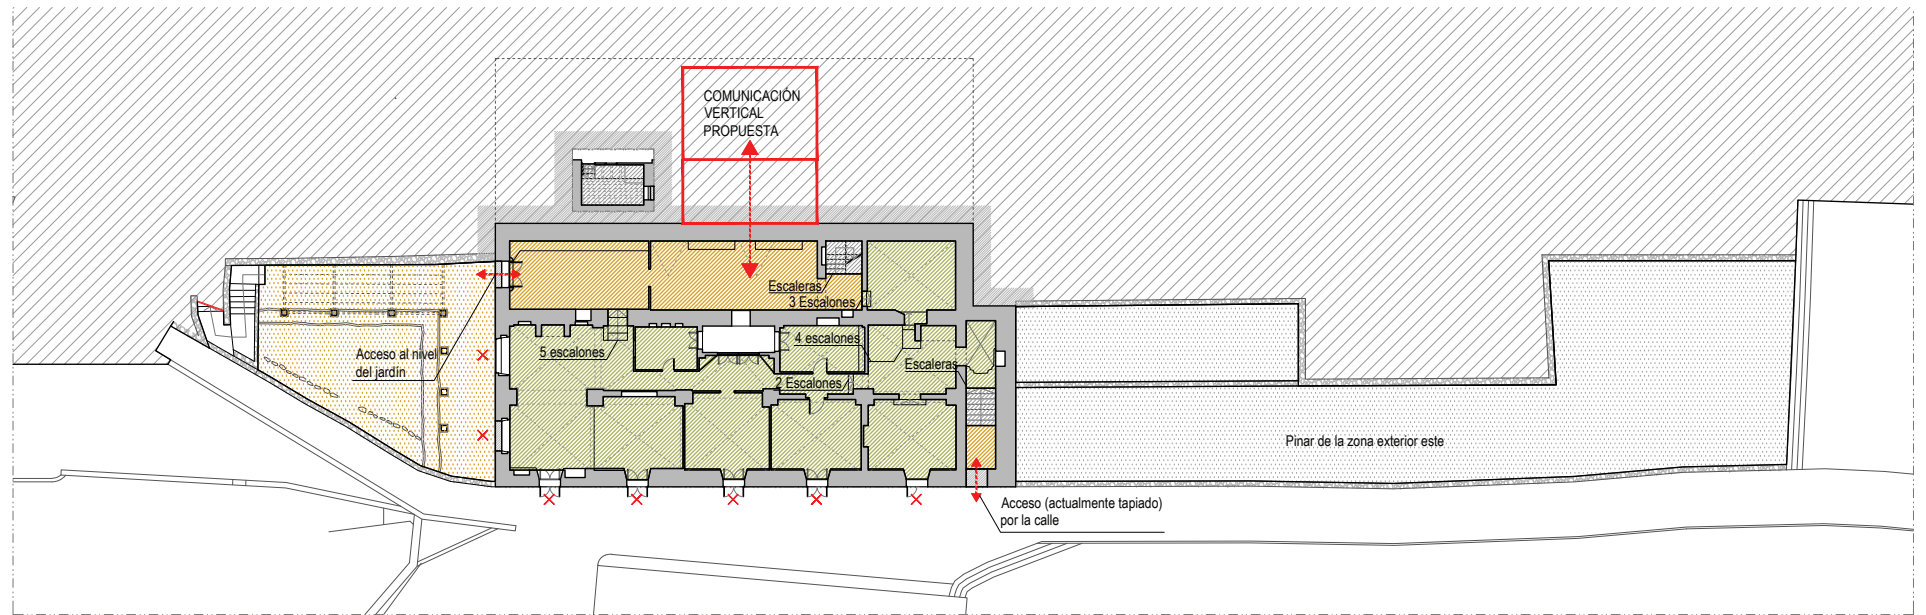 COMUNICACIÓN
VERTICAL
PROPUESTA
Escaleras
3 Escalones
5 escalones
4 escalones
Escaleras
2 Escalones
Acceso al nivel
del jardín
Pinar de la zona exterior este
Acceso (actualmente tapiado)
por la calle